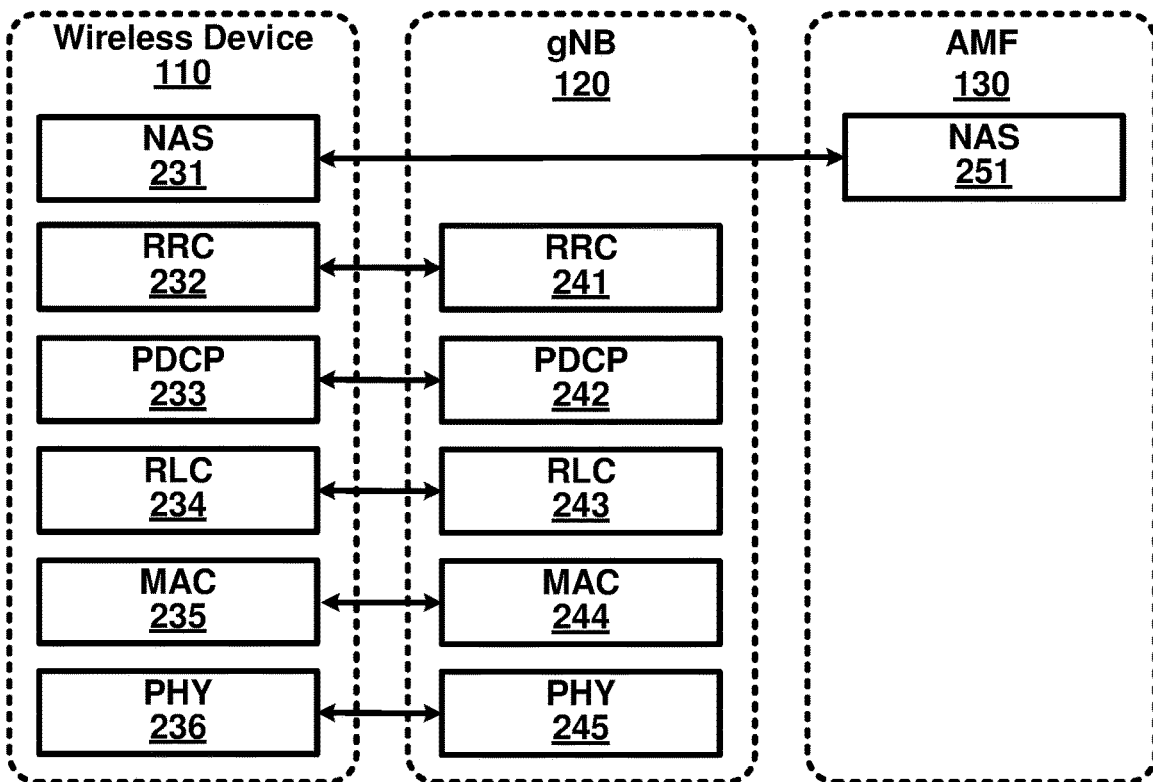 Wireless Device
110
gNB
120
AMF
130
NAS
231
NAS
251
RRC
232
RRC
241
PDCP
233
PDCP
242
RLC
234
RLC
243
MAC
235
MAC
244
PHY
236
PHY
245